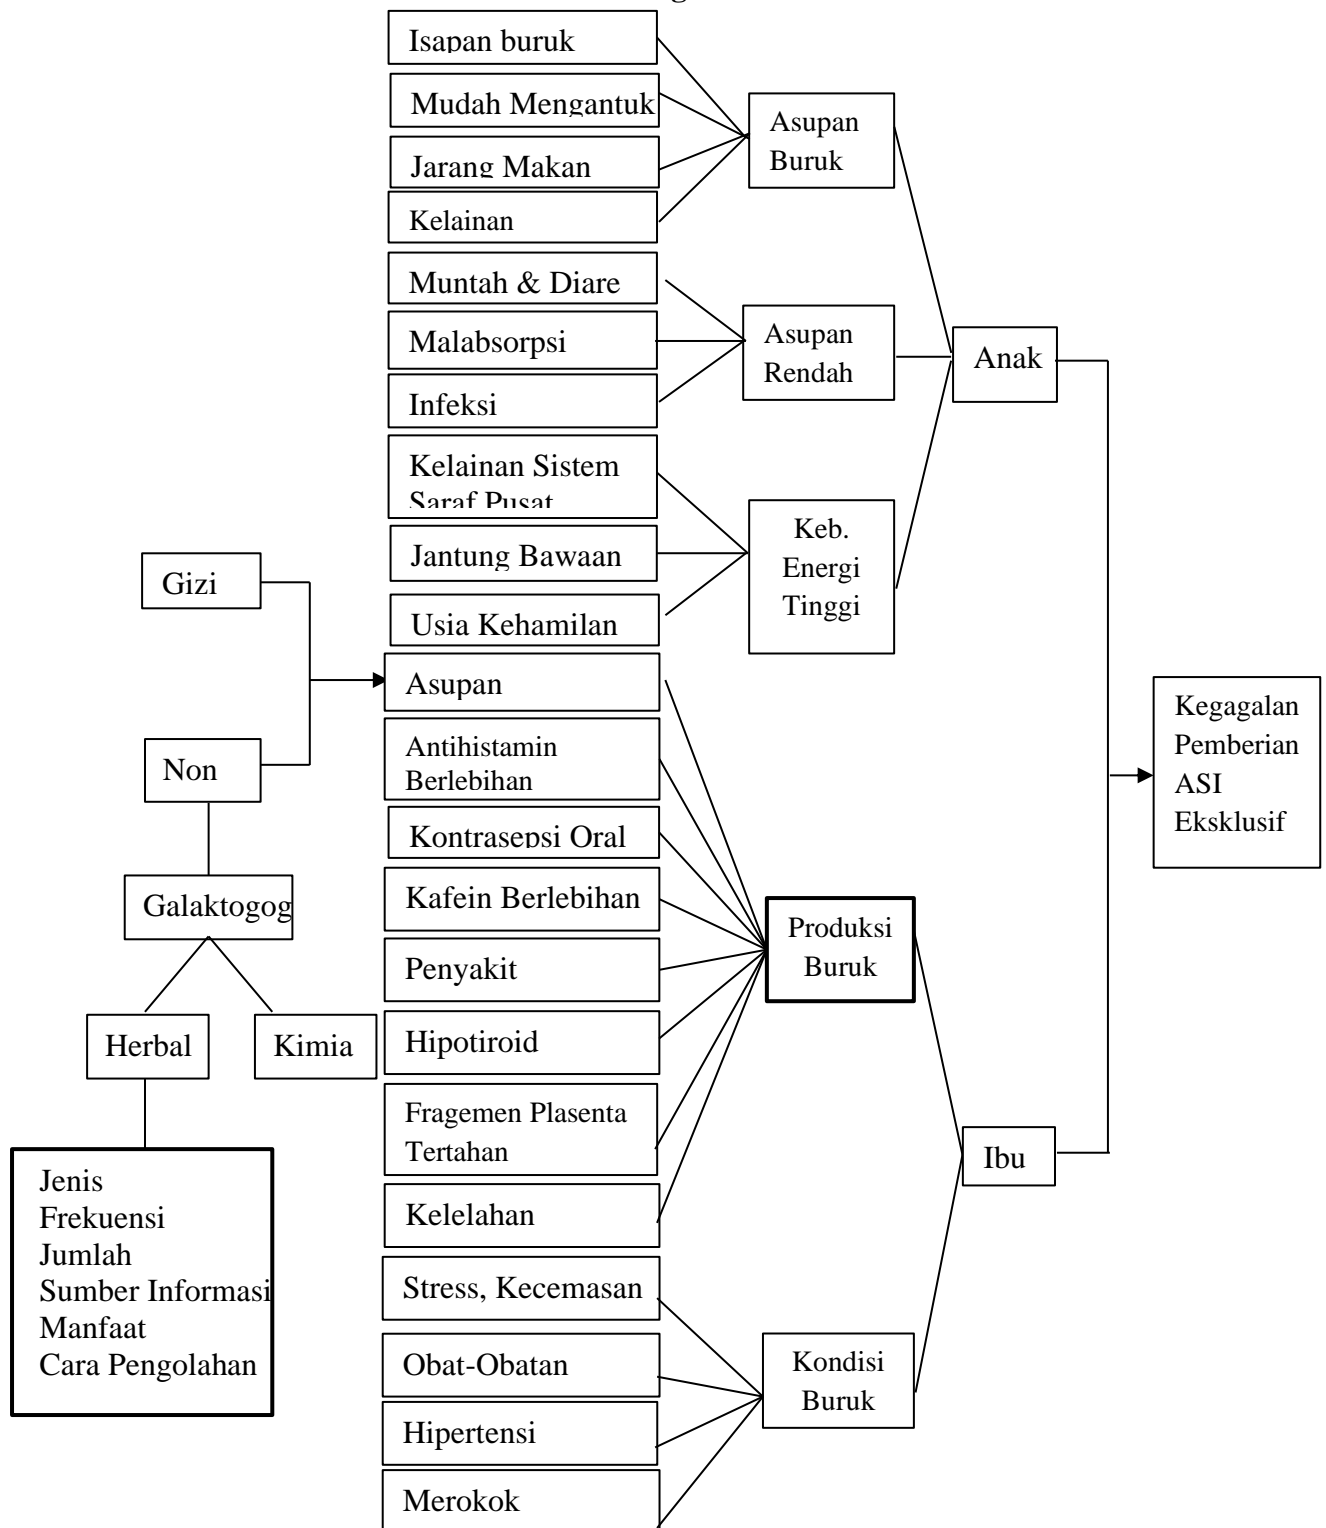 Isapan buruk
Mudah Mengantuk
Jarang Makan
Kelainan
Muntah & Diare
Malabsorpsi
Infeksi
Kelainan Sistem
Saraf Pusat
Jantung Bawaan
Usia Kehamilan
Asupan
Antihistamin
Berlebihan
Kontrasepsi Oral
Kafein Berlebihan
Penyakit
Hipotiroid
Fragemen Plasenta
Tertahan
Kelelahan
Stress, Kecemasan
Obat-Obatan
Hipertensi
Merokok
Asupan
Buruk
Asupan
Rendah
Keb.
Energi
Tinggi
Produksi
Buruk
Kondisi
Buruk
Anak
Ibu
Kegagalan
Pemberian
ASI
Eksklusif
Gizi
Non
Galaktogog
Herbal
Kimia
Jenis
Frekuensi
Jumlah
Sumber Informasi
Manfaat
Cara Pengolahan